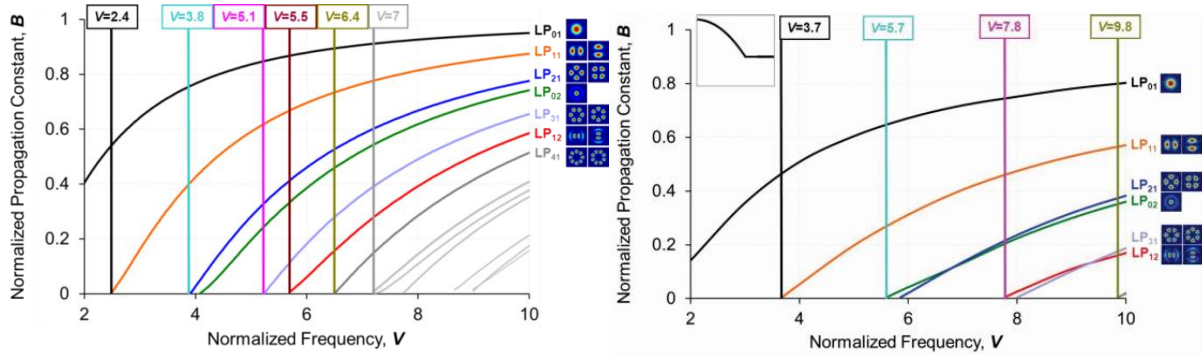 V=2.4 V=3.8 V=5.1 V=5.5 V=6.4 V=7
Normalized Propagation Constant, B
1
0.8
0.6
0.4
0.2
0
LP01
LP11
LP21
LP02
LP31
LP12
LP41
2 4 6 8 10
Normalized Frequency, V
V=3.7 V=5.7 V=7.8 V=9.8
Normalized Propagation Constant, B
1
0.8
0.6
0.4
0.2
0
LP01
LP11
LP21
LP02
LP31
LP12
2 4 6 8 10
Normalized Frequency, V